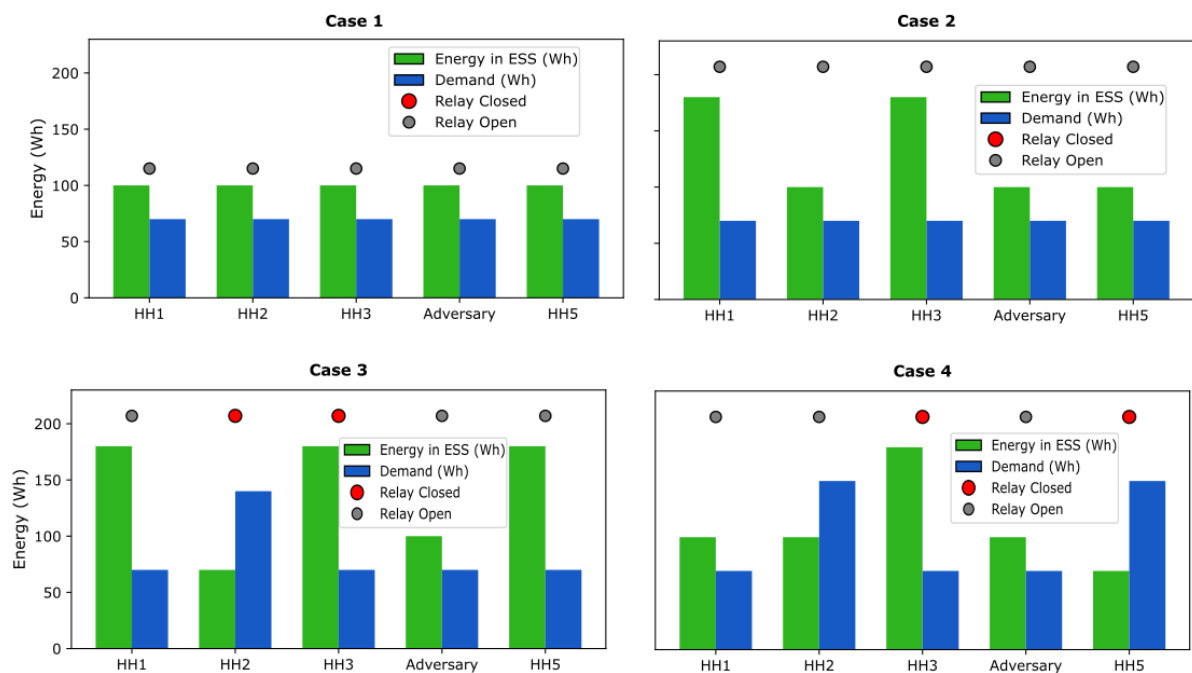 Case 1
Energy (Wh)
200
150
100
50
0
Energy in ESS (Wh)
Demand (Wh)
Relay Closed
Relay Open
HH1 HH2 HH3 Adversary HH5
Case 2
Energy in ESS (Wh)
Demand (Wh)
Relay Closed
Relay Open
HH1 HH2 HH3 Adversary HH5
Case 3
Energy (Wh)
200
150
100
50
0
Energy in ESS (Wh)
Demand (Wh)
Relay Closed
Relay Open
HH1 HH2 HH3 Adversary HH5
Case 4
Energy in ESS (Wh)
Demand (Wh)
Relay Closed
Relay Open
HH1 HH2 HH3 Adversary HH5